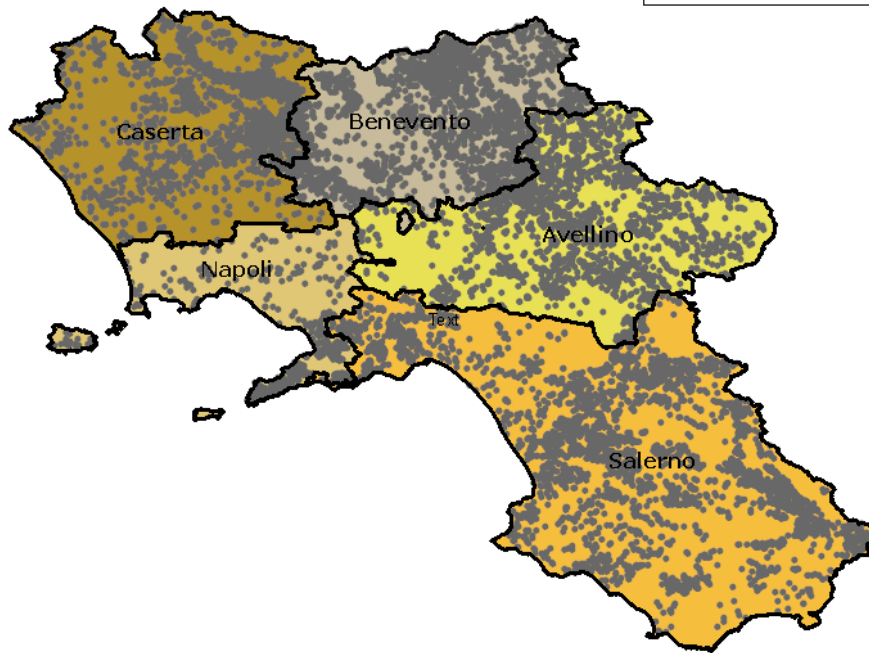 Caserta
Benevento
Avellino
Napoli
Text
Salerno